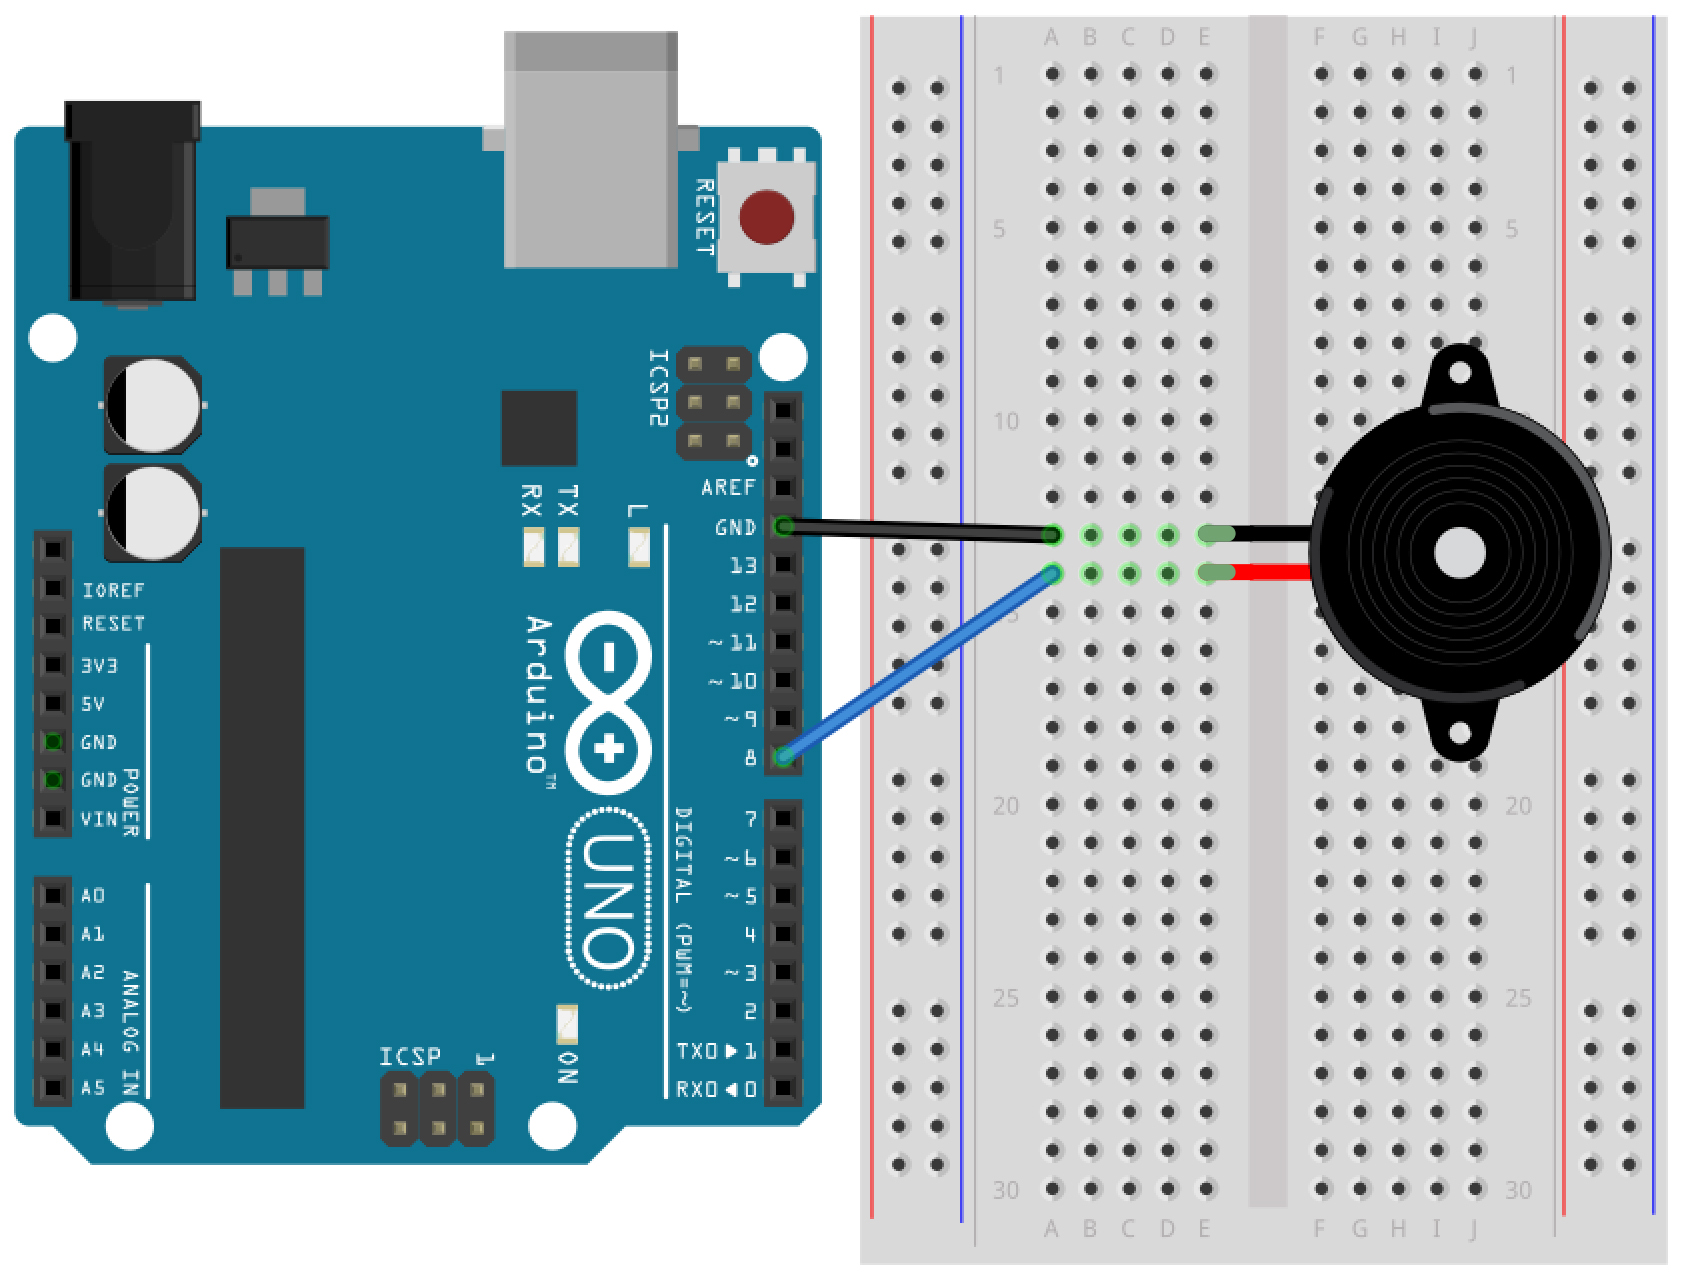 RESET
ICSP2
AREF
GND
RX
TX
L
13
12
~11
~10
~9
8
IOREF
RESET
3V3
5V
GND
GND
VIN
POWER
Arduino™
UNO
DIGITAL (PWM=~)
7
~6
~5
4
~3
2
TX0▶1
RX0◀0
A0
A1
A2
A3
A4
A5
ANALOG IN
ICSP
1
ON
A B C D E F G H I J
1 1
5 5
10
20 20
25 25
30 30
A B C D E F G H I J